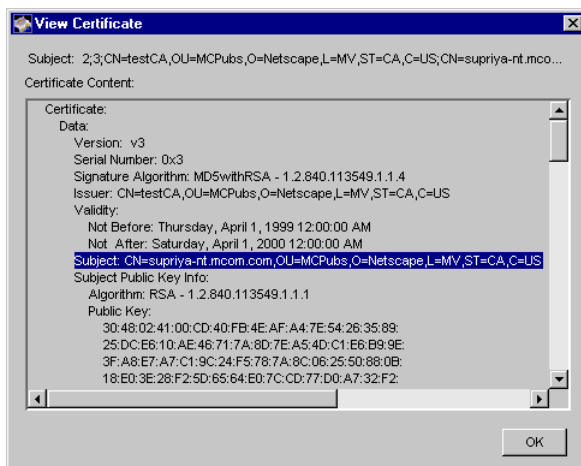 View Certificate
Subject: 2;3;CN=testCA,OU=MCPubs,O=Netscape,L=MV,ST=CA,C=US;CN=supriya-nt.mco...
Certificate Content:
Certificate:
Data:
Version: v3
Serial Number: 0x3
Signature Algorithm: MD5withRSA - 1.2.840.113549.1.1.4
Issuer: CN=testCA,OU=MCPubs,O=Netscape,L=MV,ST=CA,C=US
Validity:
Not Before: Thursday, April 1, 1999 12:00:00 AM
Not After: Saturday, April 1, 2000 12:00:00 AM
Subject: CN=supriya-nt.mcom.com,OU=MCPubs,O=Netscape,L=MV,ST=CA,C=US
Subject Public Key Info:
Algorithm: RSA - 1.2.840.113549.1.1.1
Public Key:
30:48:02:41:00:CD:40:FB:4E:AF:A4:7E:54:26:35:89:
25:DC:E6:10:AE:46:71:7A:8D:7E:A5:4D:C1:E6:B9:9E:
3F:A8:E7:A7:C1:9C:24:F5:78:7A:8C:06:25:50:88:0B:
18:E0:3E:28:F2:5D:65:64:E0:7C:CD:77:D0:A7:32:F2:
OK